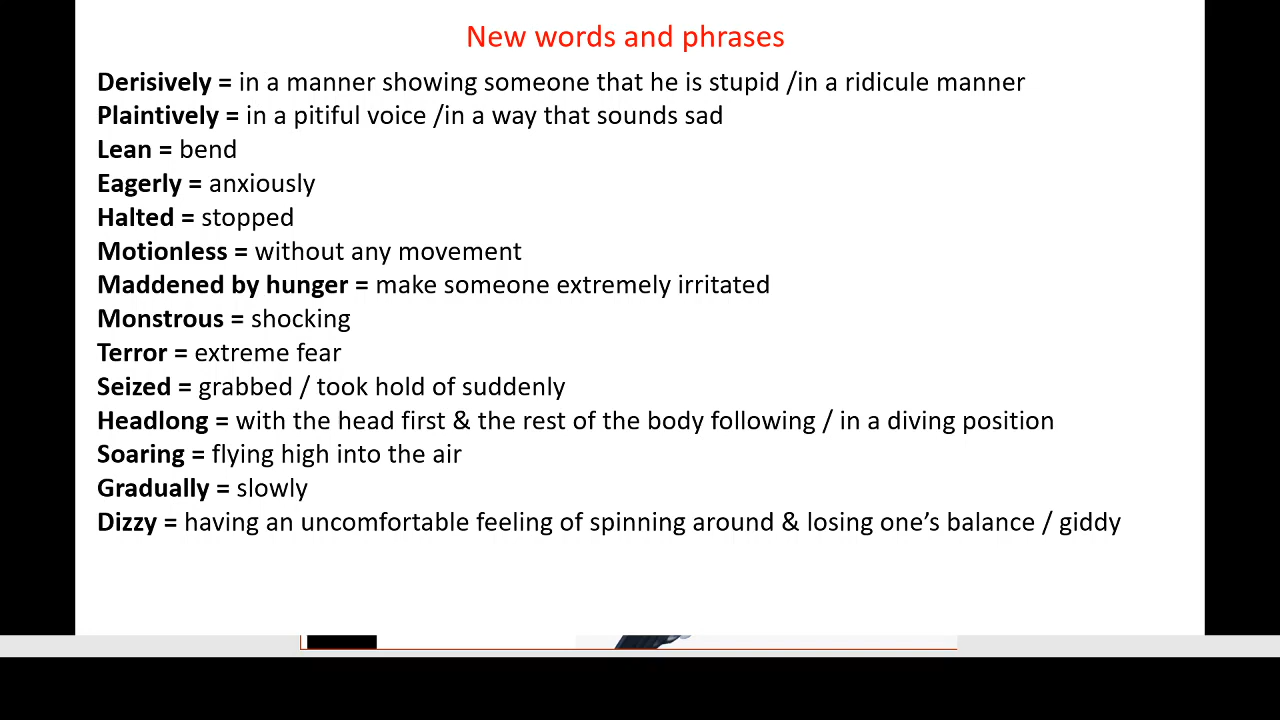 New words and phrases
Derisively = in a manner showing someone that he is stupid /in a ridicule manner
Plaintively = in a pitiful voice /in a way that sounds sad
Lean = bend
Eagerly = anxiously
Halted = stopped
Motionless = without any movement
Maddened by hunger = make someone extremely irritated
Monstrous = shocking
Terror = extreme fear
Seized = grabbed / took hold of suddenly
Headlong = with the head first & the rest of the body following / in a diving position
Soaring = flying high into the air
Gradually = slowly
Dizzy = having an uncomfortable feeling of spinning around & losing one’s balance / giddy